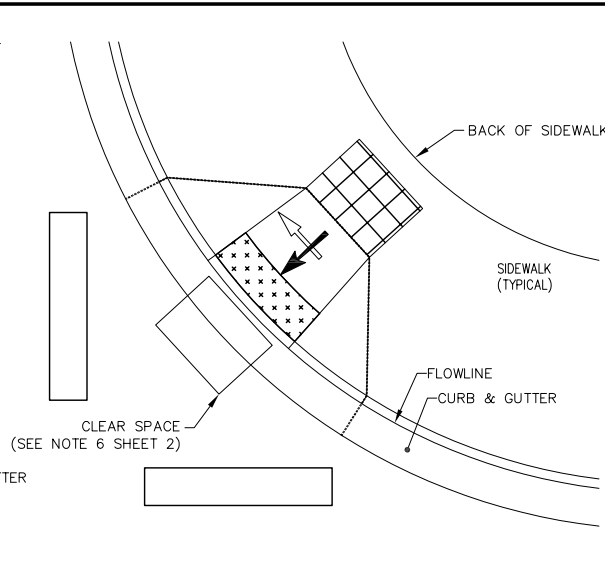 BACK OF SIDEWALK
SIDEWALK
(TYPICAL)
FLOWLINE
CURB & GUTTER
CLEAR SPACE
(SEE NOTE 6 SHEET 2)
TTER